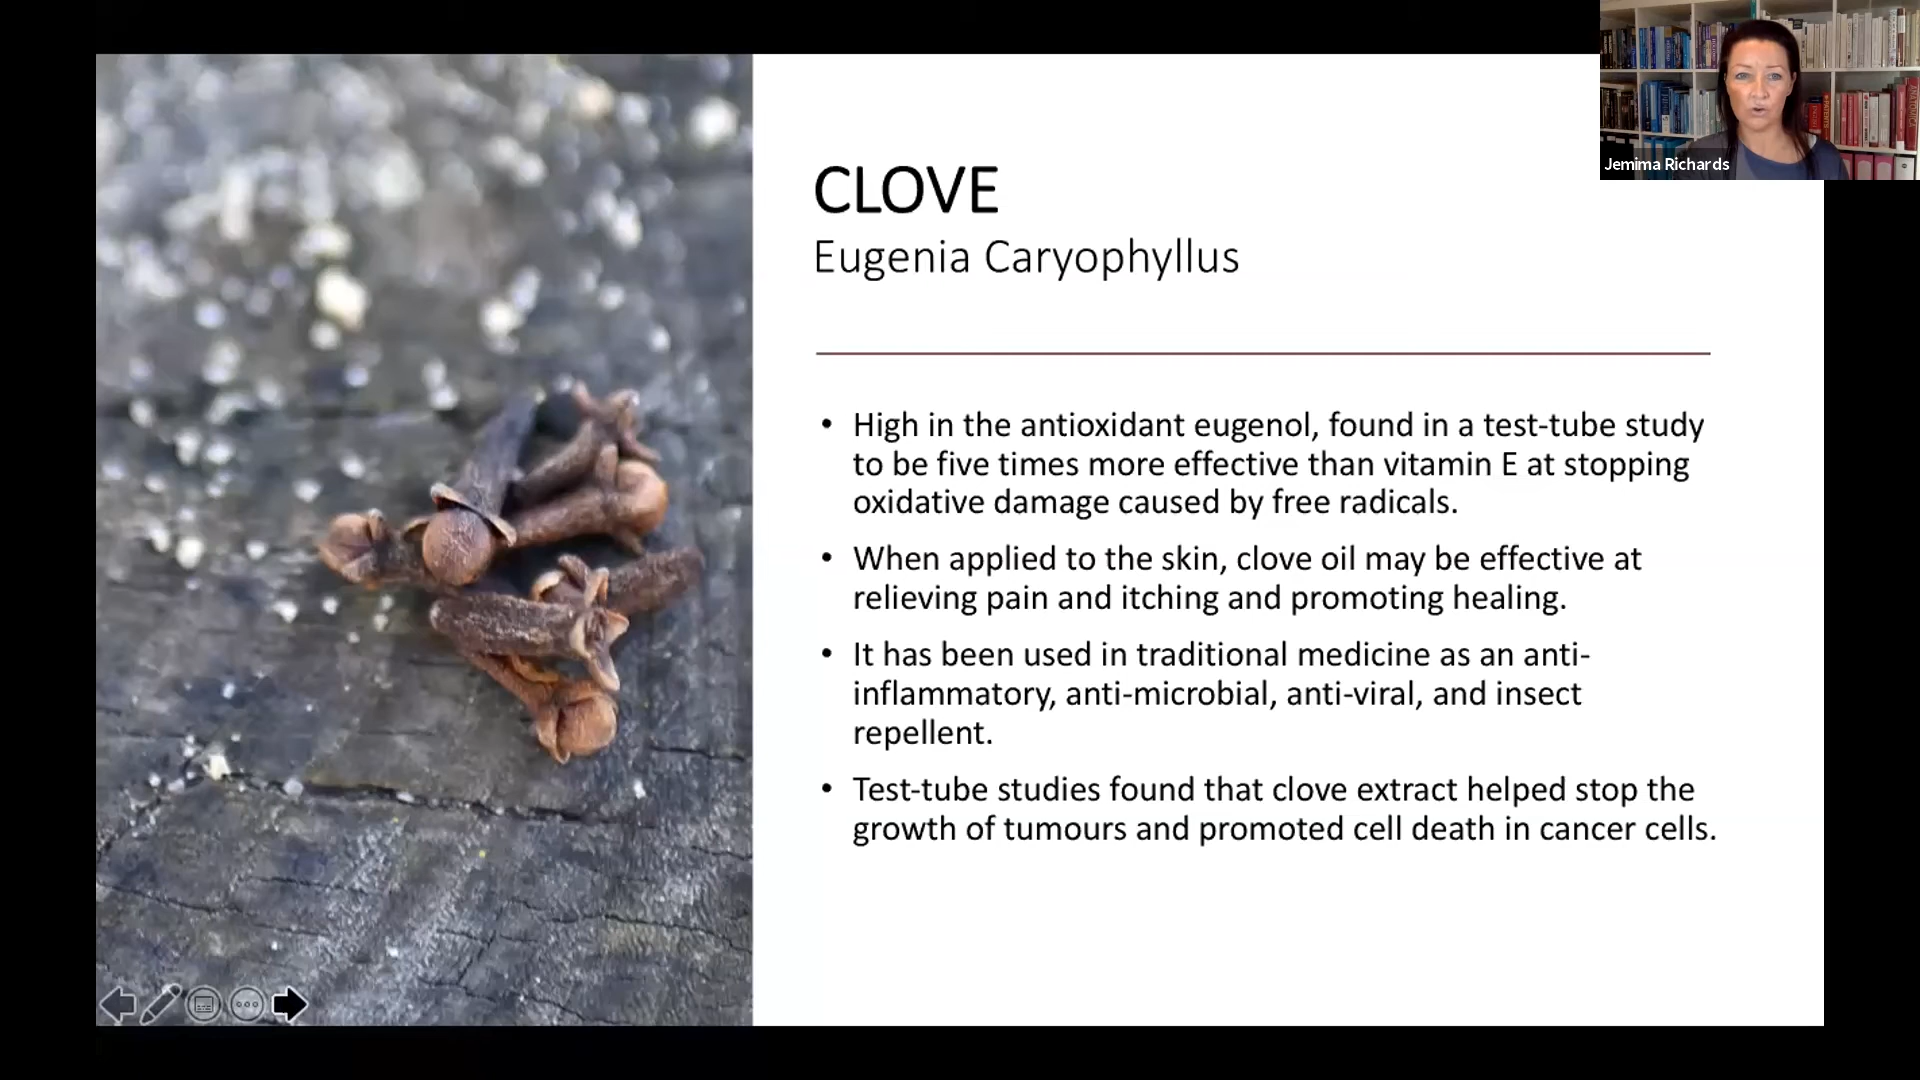 CLOVE
Eugenia Caryophyllus
• High in the antioxidant eugenol, found in a test-tube study
to be five times more effective than vitamin E at stopping
oxidative damage caused by free radicals.
• When applied to the skin, clove oil may be effective at
relieving pain and itching and promoting healing.
• It has been used in traditional medicine as an anti-
inflammatory, anti-microbial, anti-viral, and insect
repellent.
• Test-tube studies found that clove extract helped stop the
growth of tumours and promoted cell death in cancer cells.
Jemima Richards
ANATOMICA